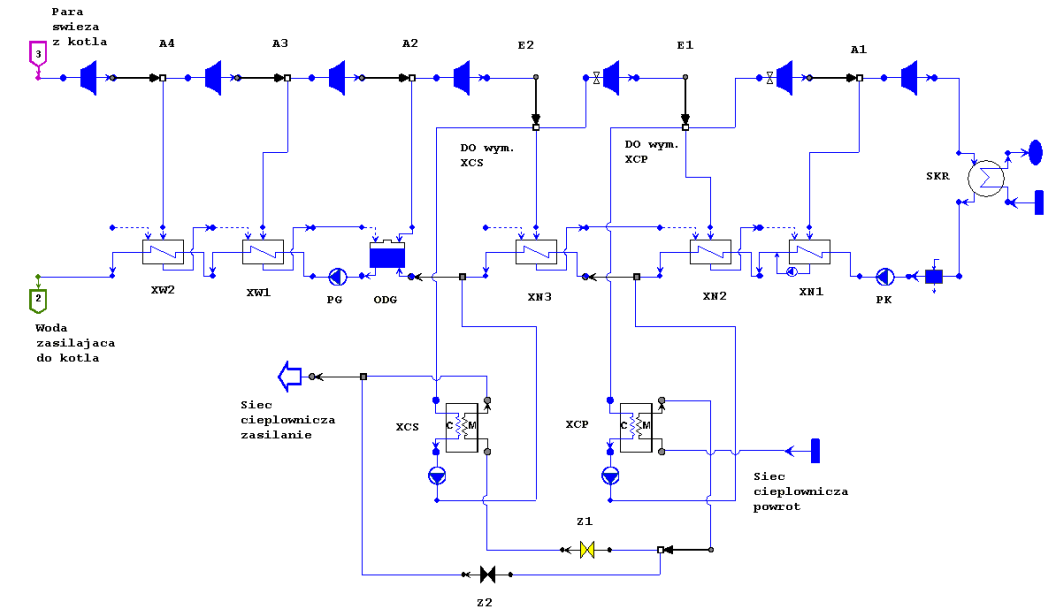 Para
swieza
z kotla
3
A4
A3
A2
E2
E1
A1
DO wym.
XCS
DO wym.
XCP
SKR
XW2
XW1
PG
ODG
XN3
XN2
XN1
PK
2
Woda
zasilajaca
do kotla
Siec
cieplownicza
zasilanie
XCS
C
M
XCP
C
M
Siec
cieplownicza
powrot
Z1
Z2